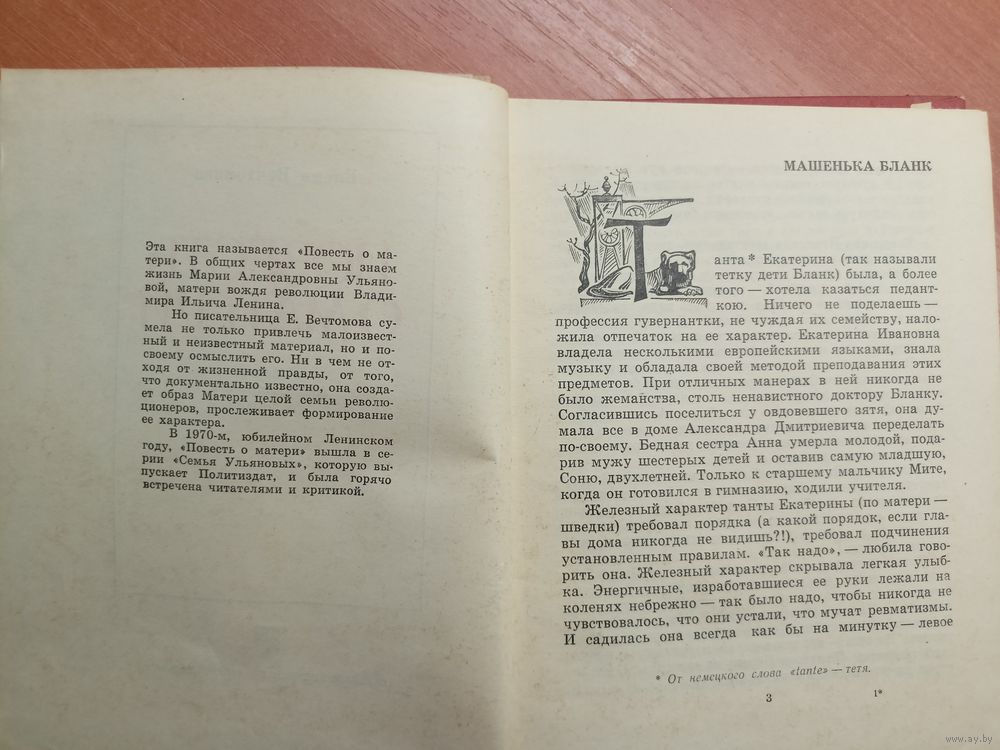 Эта книга называется «Повесть о ма-
тери». В общих чертах все мы знаем
жизнь Марии Александровны Ульяно-
вой, матери вождя революции Влади-
мира Ильича Ленина.
Но писательница Е. Вечтомова су-
мела не только привлечь малоизвест-
ный и неизвестный материал, но и по-
своему осмыслить его. Ни в чем не от-
ходя от жизненной правды, от того,
что документально известно, она созда-
ет образ Матери целой семьи револю-
ционеров, прослеживает формирование
ее характера.
В 1970-м, юбилейном Ленинском
году, «Повесть о матери» вышла в се-
рии «Семья Ульяновых», которую вы-
пускает Политиздат, и была горячо
встречена читателями и критикой.
МАШЕНЬКА БЛАНК
Танта* Екатерина (так называли
тетку дети Бланк) была, а более
того — хотела казаться педант-
кою. Ничего не поделаешь —
профессия гувернантки, не чуждая их семейству, нало-
жила отпечаток на ее характер. Екатерина Ивановна
владела несколькими европейскими языками, знала
музыку и обладала своей методой преподавания этих
предметов. При отличных манерах в ней никогда не
было жеманства, столь ненавистного доктору Бланку.
Согласившись поселиться у овдовевшего зятя, она ду-
мала все в доме Александра Дмитриевича переделать
по-своему. Бедная сестра Анна умерла молодой, пода-
рив мужу шестерых детей и оставив самую младшую,
Соню, двухлетней. Только к старшему мальчику Мите,
когда он готовился в гимназию, ходили учителя.
Железный характер танты Екатерины (по матери —
шведки) требовал порядка (а какой порядок, если гла-
вы дома никогда не видишь?!), требовал подчинения
установленным правилам. «Так надо», — любила гово-
рить она. Железный характер скрывала легкая улыб-
ка. Энергичные, изработавшиеся ее руки лежали на
коленях небрежно — так было надо, чтобы никогда не
чувствовалось, что они устали, что мучат ревматизмы.
И садилась она всегда как бы на минутку — левое
* От немецкого слова «tante» — тетя.
3
1*
www.ay.by